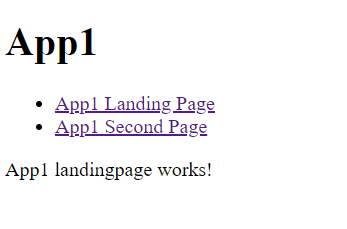 App1
App1 Landing Page
App1 Second Page
App1 landingpage works!